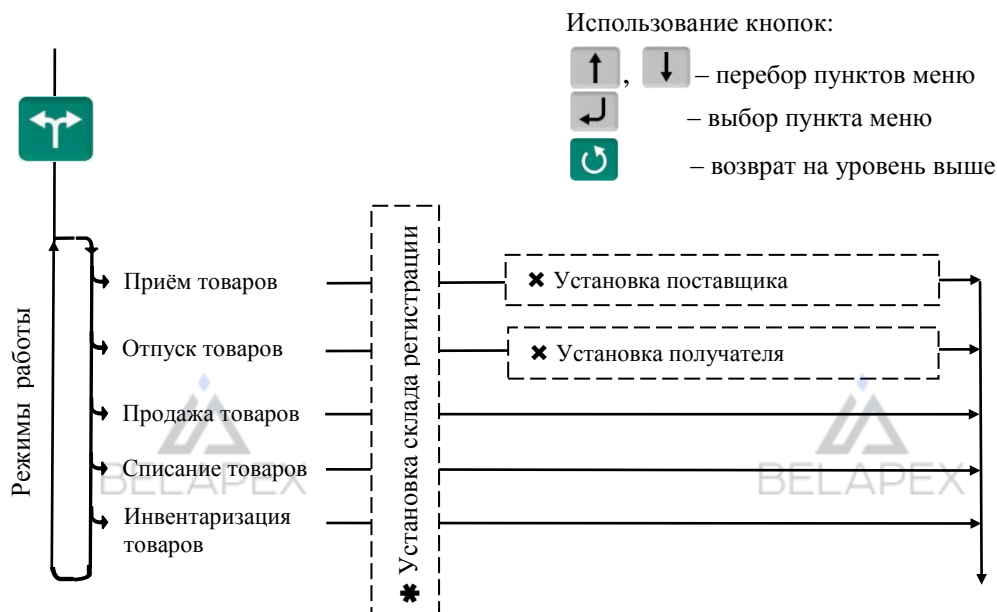 Использование кнопок:
, – перебор пунктов меню
– выбор пункта меню
– возврат на уровень выше
Режимы работы
Приём товаров
Отпуск товаров
Продажа товаров
Списание товаров
Инвентаризация
товаров
✱ Установка склада регистрации
✖ Установка поставщика
✖ Установка получателя
BELAPEX
BELAPEX